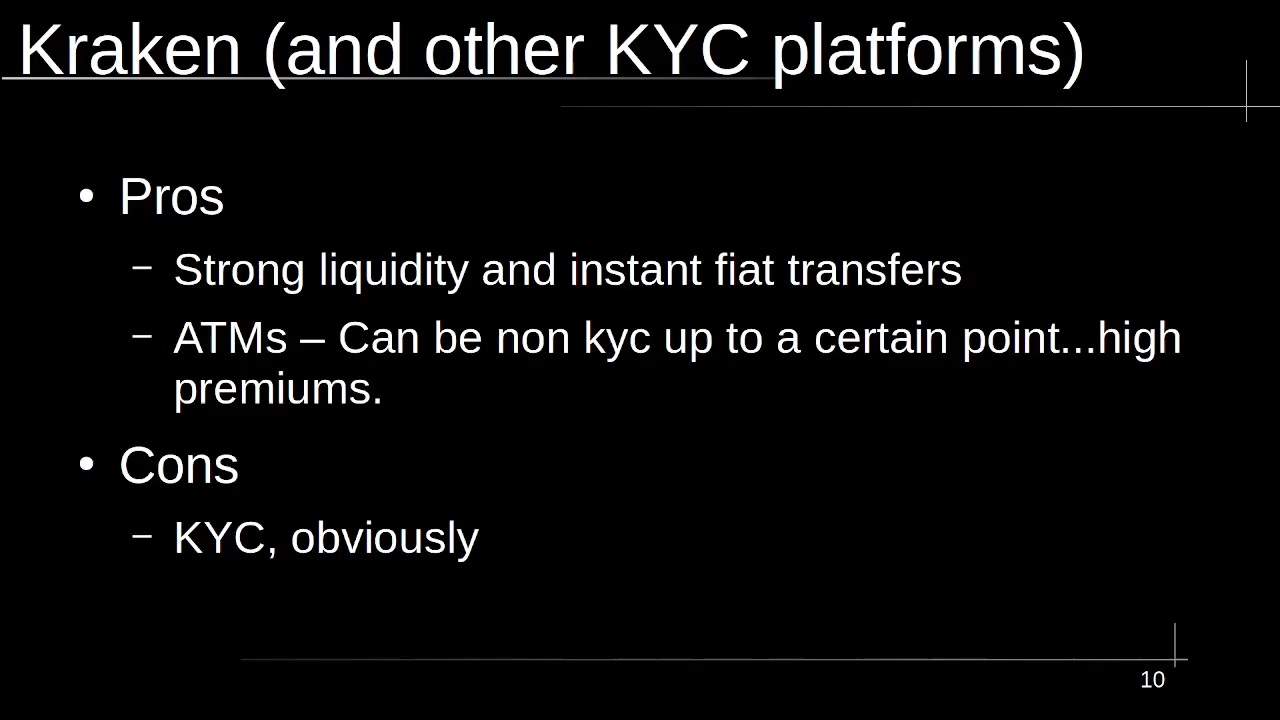 Kraken (and other KYC platforms)
• Pros
– Strong liquidity and instant fiat transfers
– ATMs – Can be non kyc up to a certain point...high
premiums.
• Cons
– KYC, obviously
10